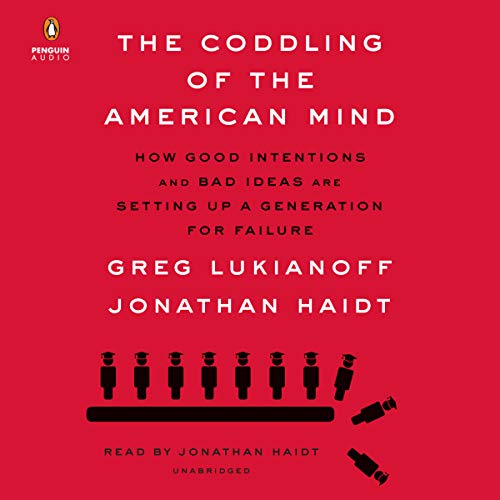 PENGUIN
AUDIO
THE CODDLING
OF THE
AMERICAN MIND
HOW GOOD INTENTIONS
AND BAD IDEAS ARE
SETTING UP A GENERATION
FOR FAILURE
GREG LUKIANOFF
JONATHAN HAIDT
READ BY JONATHAN HAIDT
UNABRIDGED